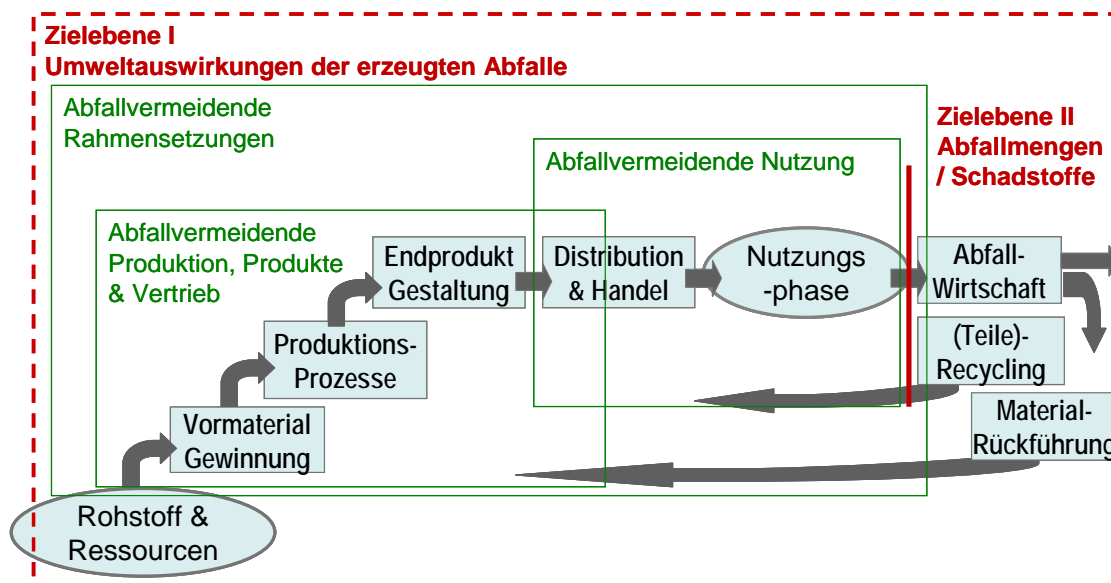 Zielebene I
Umweltauswirkungen der erzeugten Abfalle
Abfallvermeidende
Rahmensetzungen
Zielebene II
Abfallmengen
/ Schadstoffe
Abfallvermeidende Nutzung
Abfallvermeidende
Produktion, Produkte
& Vertrieb
Endprodukt
Gestaltung
Distribution
& Handel
Nutzungs
-phase
Abfall-
Wirtschaft
Produktions-
Prozesse
(Teile)-
Recycling
Vormaterial
Gewinnung
Material-
Rückführung
Rohstoff &
Ressourcen